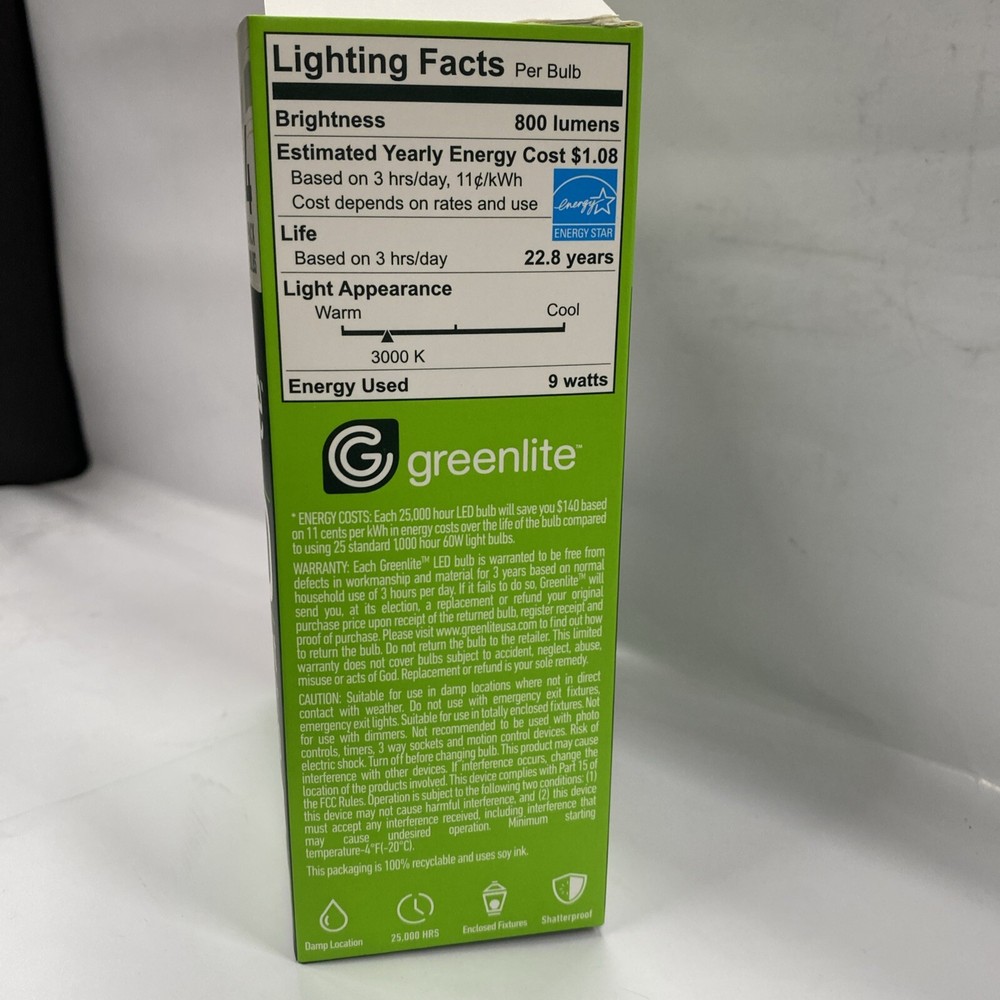 Lighting Facts Per Bulb
Brightness 800 lumens
Estimated Yearly Energy Cost $1.08
Based on 3 hrs/day, 11¢/kWh
Cost depends on rates and use
energy
ENERGY STAR
Life
Based on 3 hrs/day 22.8 years
Light Appearance
Warm Cool
3000 K
Energy Used 9 watts
greenlite™
* ENERGY COSTS: Each 25,000 hour LED bulb will save you $140 based
on 11 cents per kWh in energy costs over the life of the bulb compared
to using 25 standard 1,000 hour 60W light bulbs.
WARRANTY: Each Greenlite™ LED bulb is warranted to be free from
defects in workmanship and material for 3 years based on normal
household use of 3 hours per day. If it fails to do so, Greenlite™ will
send you, at its election, a replacement or refund your original
purchase price upon receipt of the returned bulb, register receipt and
proof of purchase. Please visit www.greenliteusa.com to find out how
to return the bulb. Do not return the bulb to the retailer. This limited
warranty does not cover bulbs subject to accident, neglect, abuse,
misuse or acts of God. Replacement or refund is your sole remedy.
CAUTION: Suitable for use in damp locations where not in direct
contact with weather. Do not use with emergency exit fixtures,
emergency exit lights. Suitable for use in totally enclosed fixtures. Not
for use with dimmers. Not recommended to be used with photo
controls, timers, 3 way sockets and motion control devices. Risk of
electric shock. Turn off before changing bulb. This product may cause
interference with other devices. If interference occurs, change the
location of the products involved. This device complies with Part 15 of
the FCC Rules. Operation is subject to the following two conditions: (1)
this device may not cause harmful interference, and (2) this device
must accept any interference received, including interference that
may cause undesired operation. Minimum starting
temperature-4°F(-20°C).
This packaging is 100% recyclable and uses soy ink.
Damp Location
25,000 HRS
Enclosed Fixtures
Shatterproof